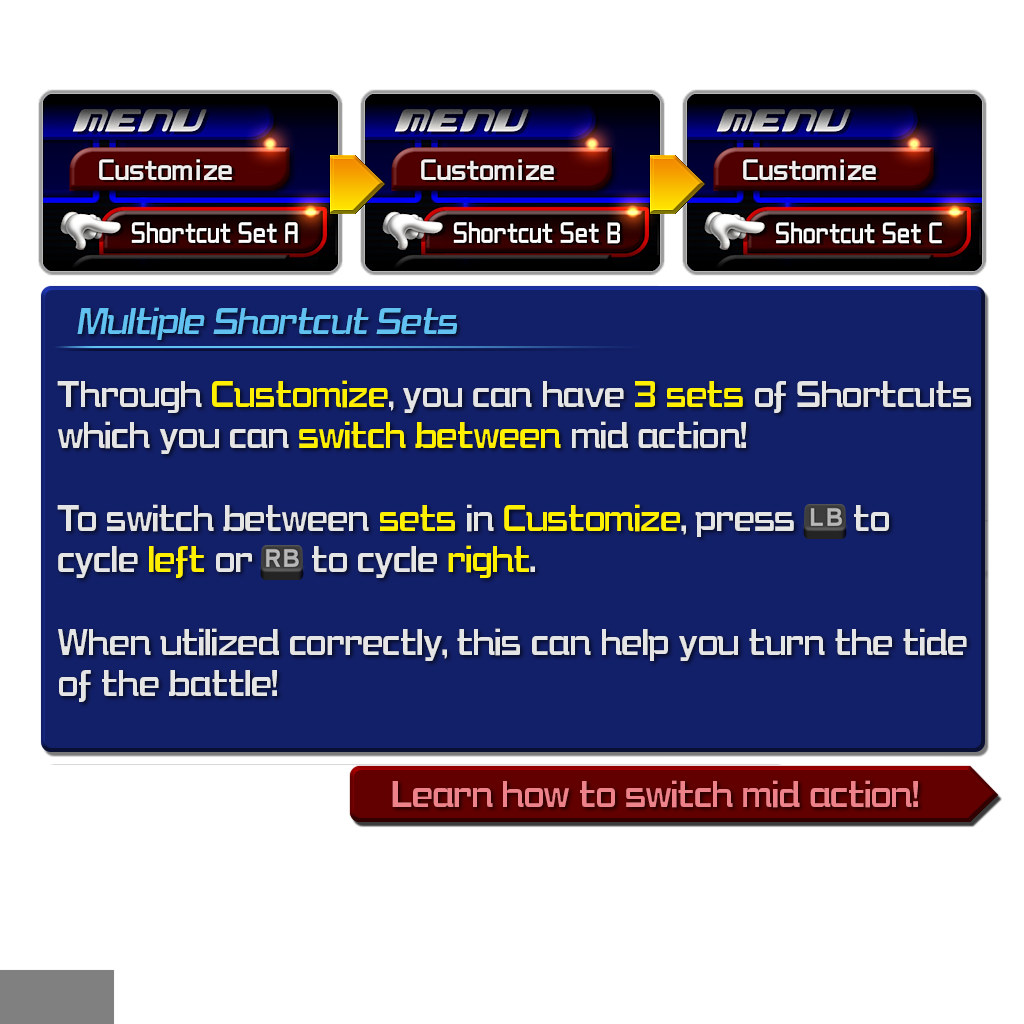 MENU
Customize
Shortcut Set A
MENU
Customize
Shortcut Set B
MENU
Customize
Shortcut Set C
Multiple Shortcut Sets
Through Customize, you can have 3 sets of Shortcuts
which you can switch between mid action!
To switch between sets in Customize, press LB to
cycle left or RB to cycle right.
When utilized correctly, this can help you turn the tide
of the battle!
Learn how to switch mid action!